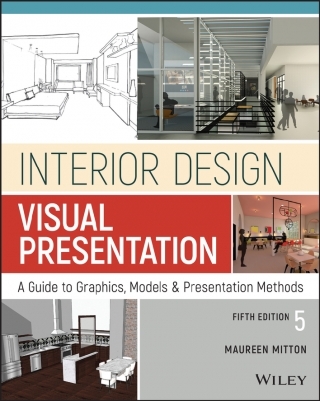 INTERIOR DESIGN
VISUAL
PRESENTATION
A Guide to Graphics, Models & Presentation Methods
FIFTH EDITION 5
MAUREEN MITTON
WILEY